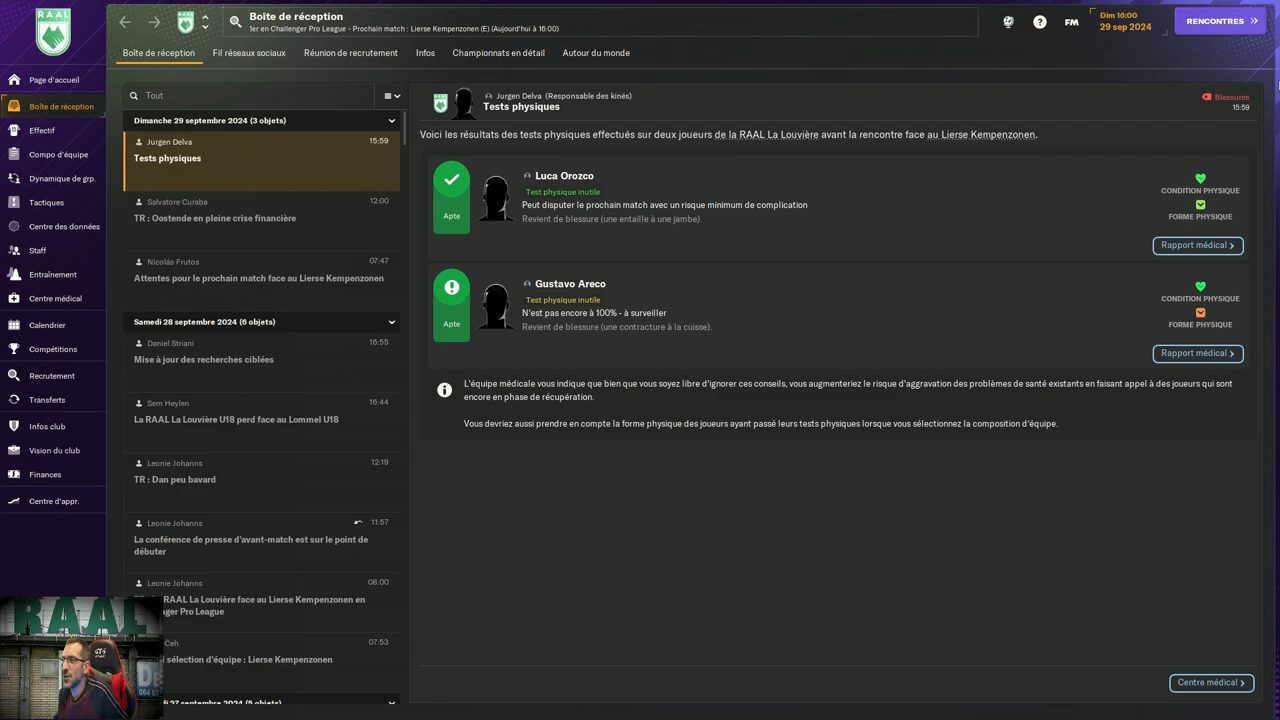 RAAL
Boîte de réception
1er en Challenger Pro League - Prochain match : Lierse Kempenzonen (E) (Aujourd'hui à 16:00)
FM
Dim 16:00
29 sep 2024
RENCONTRES
Boîte de réception
Fil réseaux sociaux
Réunion de recrutement
Infos
Championnats en détail
Autour du monde
Page d'accueil
Boîte de réception
Effectif
Compo d'équipe
Dynamique de grp.
Tactiques
Centre des données
Staff
Entraînement
Centre médical
Calendrier
Compétitions
Recrutement
Transferts
Infos club
Vision du club
Finances
Centre d'appr.
Tout
Dimanche 29 septembre 2024 (3 objets)
Jurgen Delva 15:59
Tests physiques
Salvatore Curaba 12:00
TR : Oostende en pleine crise financière
Nicolás Frutos 07:47
Attentes pour le prochain match face au Lierse Kempenzonen
Samedi 28 septembre 2024 (6 objets)
Daniel Striani 16:55
Mise à jour des recherches ciblées
Sem Heylen 16:44
La RAAL La Louvière U18 perd face au Lommel U18
Leonie Johanns 12:19
TR : Dan peu bavard
Leonie Johanns 11:57
La conférence de presse d'avant-match est sur le point de
débuter
Leonie Johanns 08:00
RAAL La Louvière face au Lierse Kempenzonen en
ger Pro League
Čeh 07:53
sélection d'équipe : Lierse Kempenzonen
di 27 septembre 2024 (5 objets)
Jurgen Delva (Responsable des kinés)
Tests physiques
Blessures
15:59
Voici les résultats des tests physiques effectués sur deux joueurs de la RAAL La Louvière avant la rencontre face au Lierse Kempenzonen.
Apte
Luca Orozco
Test physique inutile
Peut disputer le prochain match avec un risque minimum de complication
Revient de blessure (une entaille à une jambe).
CONDITION PHYSIQUE
FORME PHYSIQUE
Rapport médical
Apte
Gustavo Areco
Test physique inutile
N'est pas encore à 100% - à surveiller
Revient de blessure (une contracture à la cuisse).
CONDITION PHYSIQUE
FORME PHYSIQUE
Rapport médical
L'équipe médicale vous indique que bien que vous soyez libre d'ignorer ces conseils, vous augmenteriez le risque d'aggravation des problèmes de santé existants en faisant appel à des joueurs qui sont
encore en phase de récupération.
Vous devriez aussi prendre en compte la forme physique des joueurs ayant passé leurs tests physiques lorsque vous sélectionnez la composition d'équipe.
Centre médical
RAAL